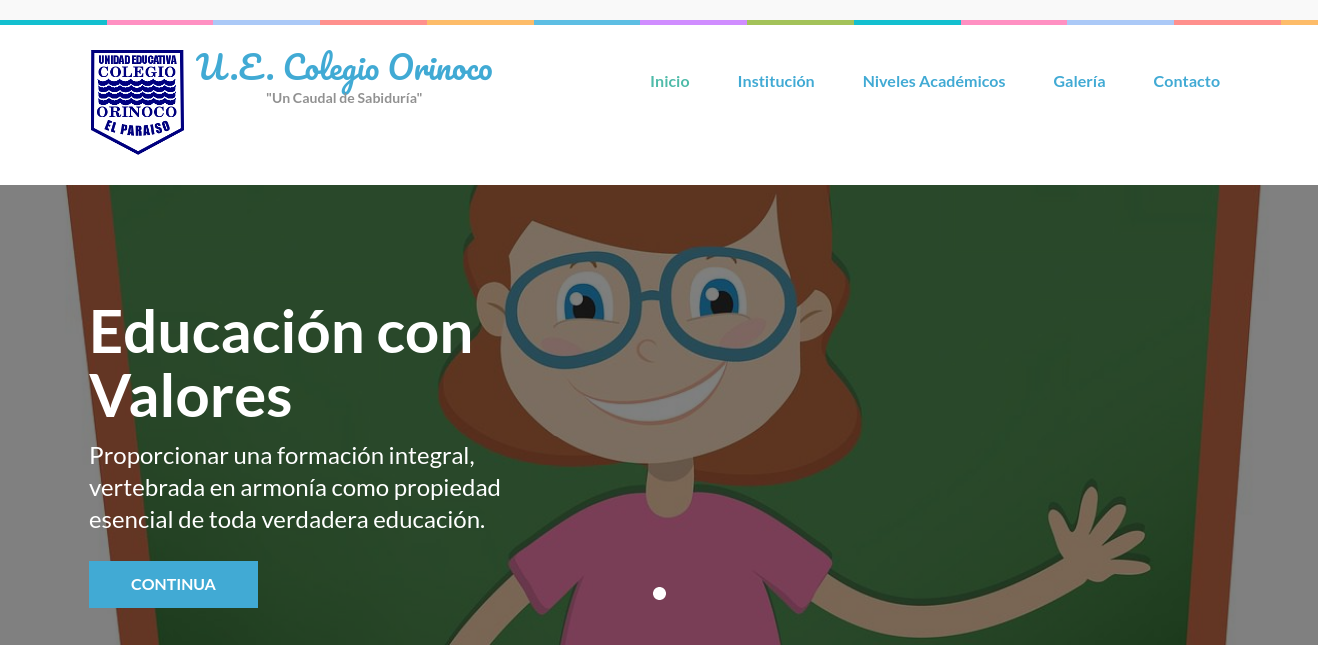 UNIDAD EDUCATIVA
COLEGIO
ORINOCO
EL PARAISO
U.E. Colegio Orinoco
"Un Caudal de Sabiduría"
Inicio
Institución
Niveles Académicos
Galería
Contacto
Educación con
Valores
Proporcionar una formación integral,
vertebrada en armonía como propiedad
esencial de toda verdadera educación.
CONTINUA